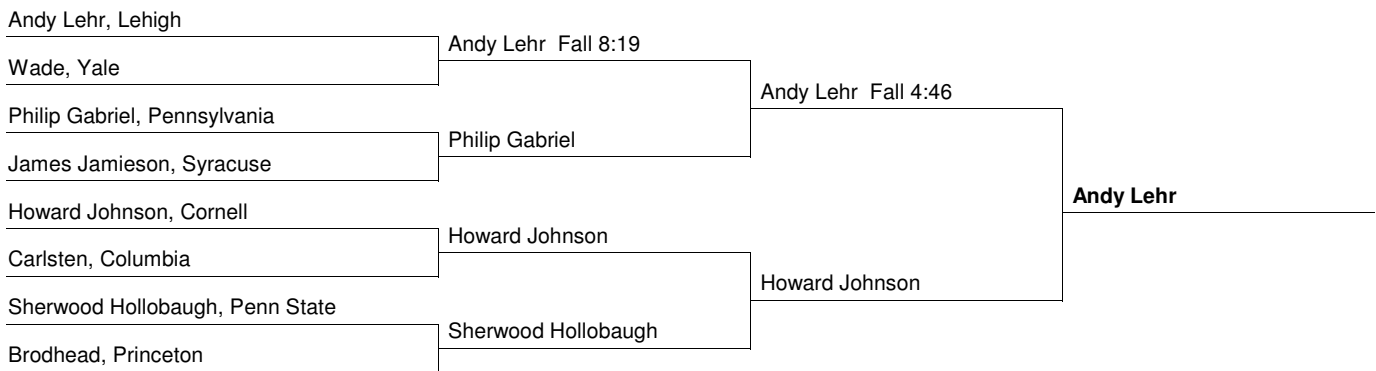 Andy Lehr, Lehigh
Wade, Yale
Philip Gabriel, Pennsylvania
James Jamieson, Syracuse
Howard Johnson, Cornell
Carlsten, Columbia
Sherwood Hollobaugh, Penn State
Brodhead, Princeton
Andy Lehr  Fall 8:19
Philip Gabriel
Howard Johnson
Sherwood Hollobaugh
Andy Lehr  Fall 4:46
Howard Johnson
Andy Lehr